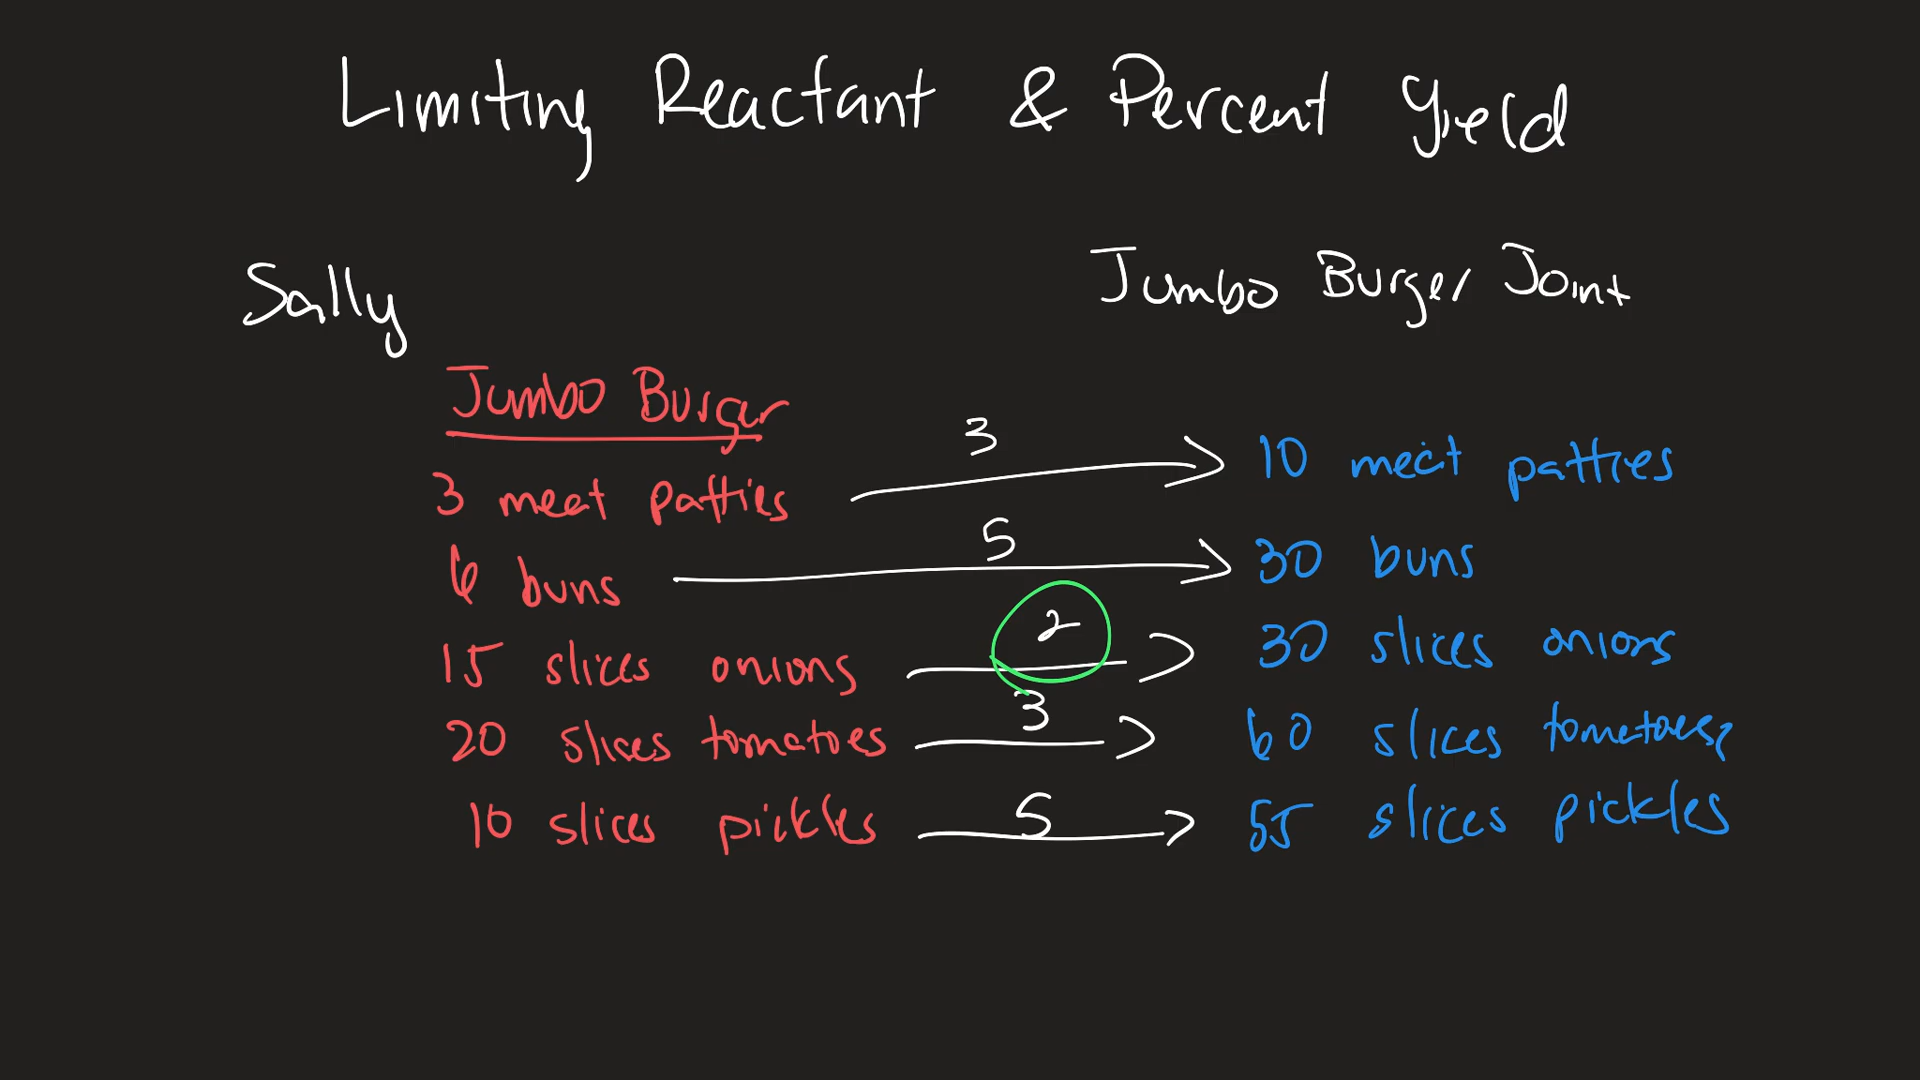 Limiting Reactant & Percent Yield
Sally
Jumbo Burger Joint
Jumbo Burger
3 meat patties 3 10 meat patties
6 buns 5 30 buns
15 slices onions 2 30 slices onions
20 slices tomatoes 3 60 slices tomatoes
10 slices pickles 5 55 slices pickles